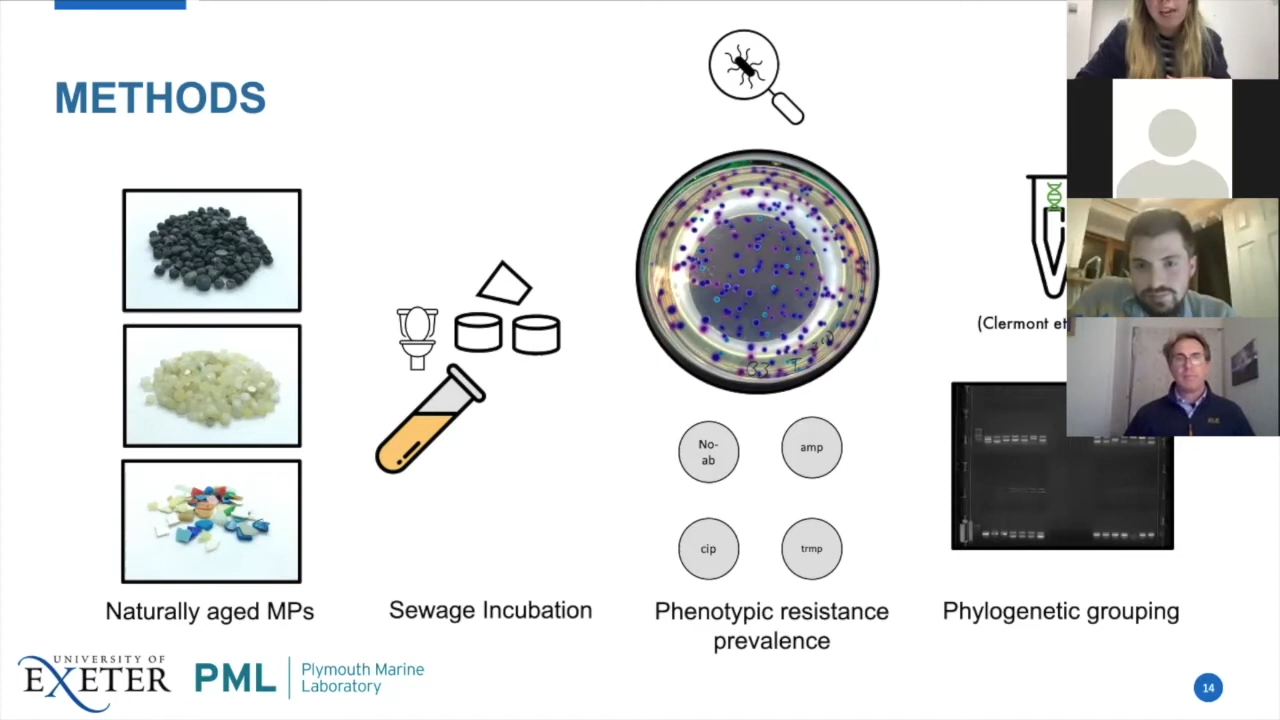 METHODS
(Clermont et
No-
ab
amp
cip
trmp
Naturally aged MPs
Sewage Incubation
Phenotypic resistance
prevalence
Phylogenetic grouping
UNIVERSITY OF
EXETER
PML
Plymouth Marine
Laboratory
14